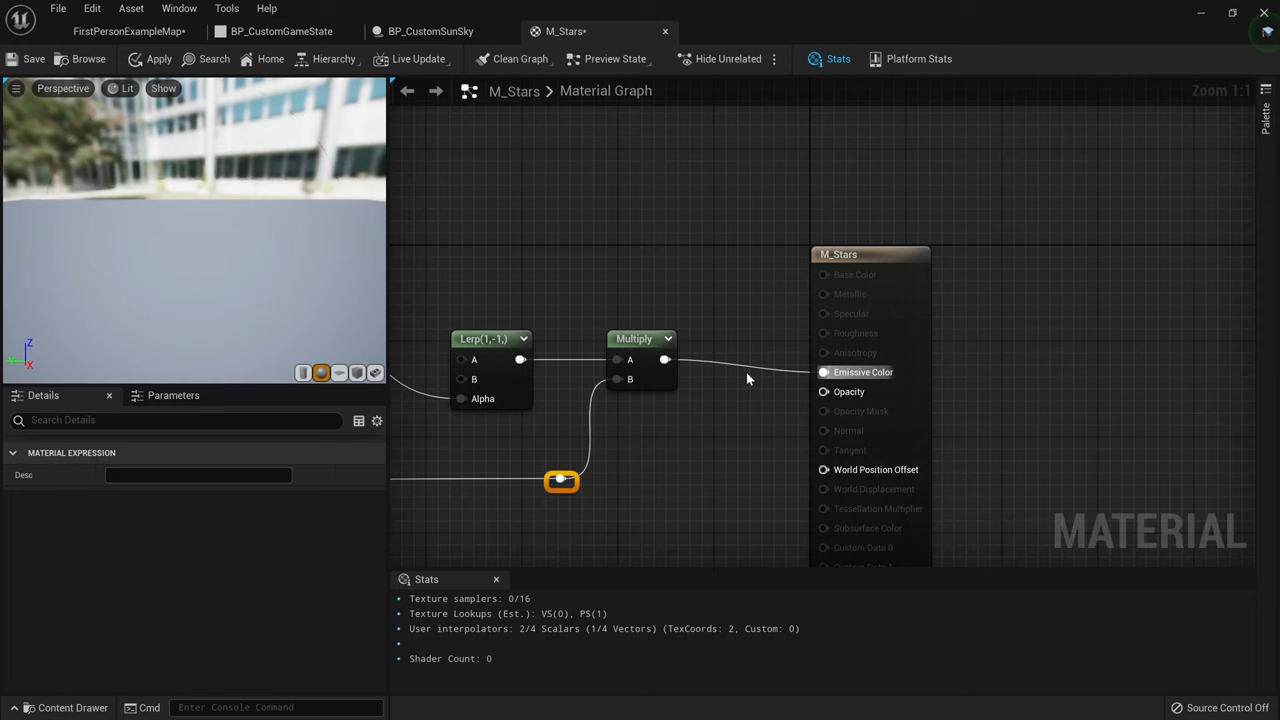 File Edit Asset Window Tools Help
FirstPersonExampleMap* BP_CustomGameState BP_CustomSunSky M_Stars*
Save Browse Apply Search Home Hierarchy Live Update Clean Graph Preview State Hide Unrelated Stats Platform Stats
Perspective Lit Show
M_Stars > Material Graph
Zoom 1:1
Palette
M_Stars
Base Color
Metallic
Specular
Roughness
Anisotropy
Emissive Color
Opacity
Opacity Mask
Normal
Tangent
World Position Offset
World Displacement
Tessellation Multiplier
Subsurface Color
Custom Data 0
Lerp(1,-1,)
A
B
Alpha
Multiply
A
B
Z
X
Details Parameters
Search Details
MATERIAL EXPRESSION
Desc
MATERIAL
Stats
Texture samplers: 0/16
Texture Lookups (Est.): VS(0), PS(1)
User interpolators: 2/4 Scalars (1/4 Vectors) (TexCoords: 2, Custom: 0)
Shader Count: 0
Content Drawer Cmd Enter Console Command Source Control Off